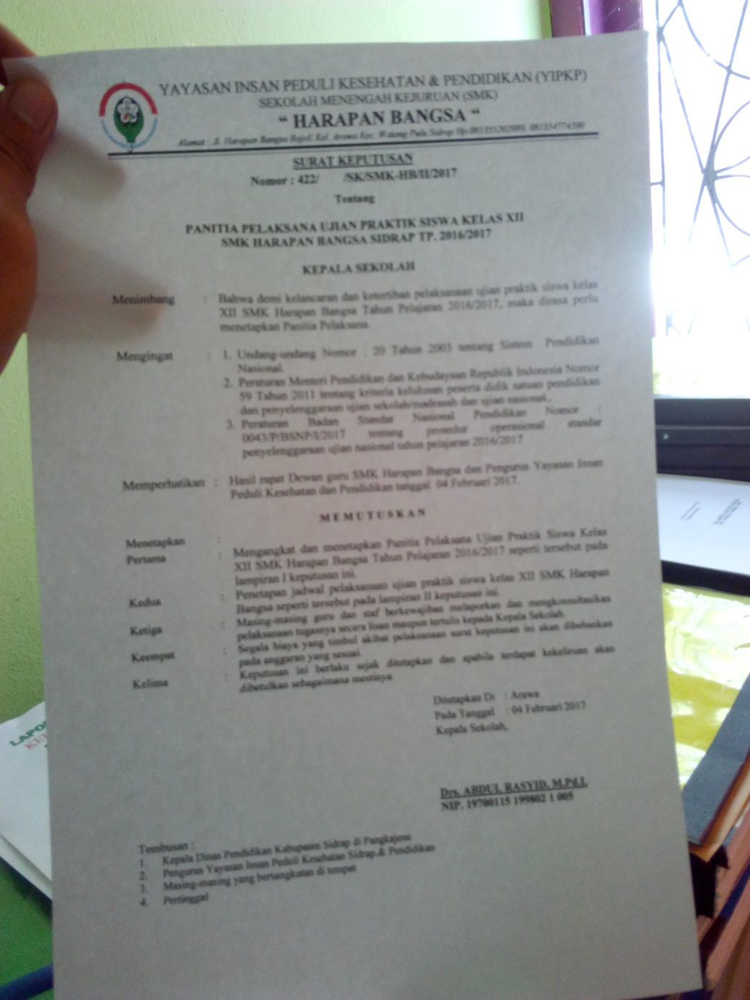 YAYASAN INSAN PEDULI KESEHATAN & PENDIDIKAN (YIPKP)
SEKOLAH MENENGAH KEJURUAN (SMK)
“ HARAPAN BANGSA “
Alamat : Jl. Harapan Bangsa Kel. Arawa Kec. Watang Pulu Sidrap Hp.
SURAT KEPUTUSAN
Nomor : 422/ /SK/SMK-HB/II/2017
Tentang
PANITIA PELAKSANA UJIAN PRAKTIK SISWA KELAS XII
SMK HARAPAN BANGSA SIDRAP TP. 2016/2017
KEPALA SEKOLAH
Menimbang : Bahwa demi kelancaran dan ketertiban pelaksanaan ujian praktik siswa kelas
XII SMK Harapan Bangsa Tahun Pelajaran 2016/2017, maka dirasa perlu
menetapkan Panitia Pelaksana.
Mengingat : 1. Undang-undang Nomor : 20 Tahun 2003 tentang Sistem Pendidikan
Nasional.
2. Peraturan Menteri Pendidikan dan Kebudayaan Republik Indonesia Nomor
59 Tahun 2011 tentang kriteria kelulusan peserta didik satuan pendidikan
dan penyelenggaraan ujian sekolah/madrasah dan ujian nasional..
3. Peraturan Badan Standar Nasional Pendidikan Nomor :
0043/P/BSNP/I/2017 tentang prosedur operasional standar
penyelenggaraan ujian nasional tahun pelajaran 2016/2017
Memperhatikan : Hasil rapat Dewan guru SMK Harapan Bangsa dan Pengurus Yayasan Insan
Peduli Kesehatan dan Pendidikan tanggal 04 Februari 2017.
M E M U T U S K A N
Menetapkan :
Pertama : Mengangkat dan menetapkan Panitia Pelaksana Ujian Praktik Siswa Kelas
XII SMK Harapan Bangsa Tahun Pelajaran 2016/2017 seperti tersebut pada
lampiran I keputusan ini.
Kedua : Penetapan jadwal pelaksanaan ujian praktik siswa kelas XII SMK Harapan
Bangsa seperti tersebut pada lampiran II keputusan ini.
Ketiga : Masing-masing guru dan staf berkewajiban melaporkan dan mengkonsultasikan
pelaksanaan tugasnya secara lisan maupun tertulis kepada Kepala Sekolah.
Keempat : Segala biaya yang timbul akibat pelaksanaan surat keputusan ini akan dibebankan
pada anggaran yang sesuai.
Kelima : Keputusan ini berlaku sejak ditetapkan dan apabila terdapat kekeliruan akan
dibetulkan sebagaimana mestinya.
Ditetapkan Di : Arawa
Pada Tanggal : 04 Februari 2017
Kepala Sekolah,
Drs. ABDUL RASYID, M.Pd.I.
NIP. 19700115 199802 1 005
Tembusan :
1. Kepala Dinas Pendidikan Kabupaten Sidrap di Pangkajene
2. Pengurus Yayasan Insan Peduli Kesehatan Sidrap.& Pendidikan
3. Masing-masing yang bersangkutan di tempat
4. Pertinggal